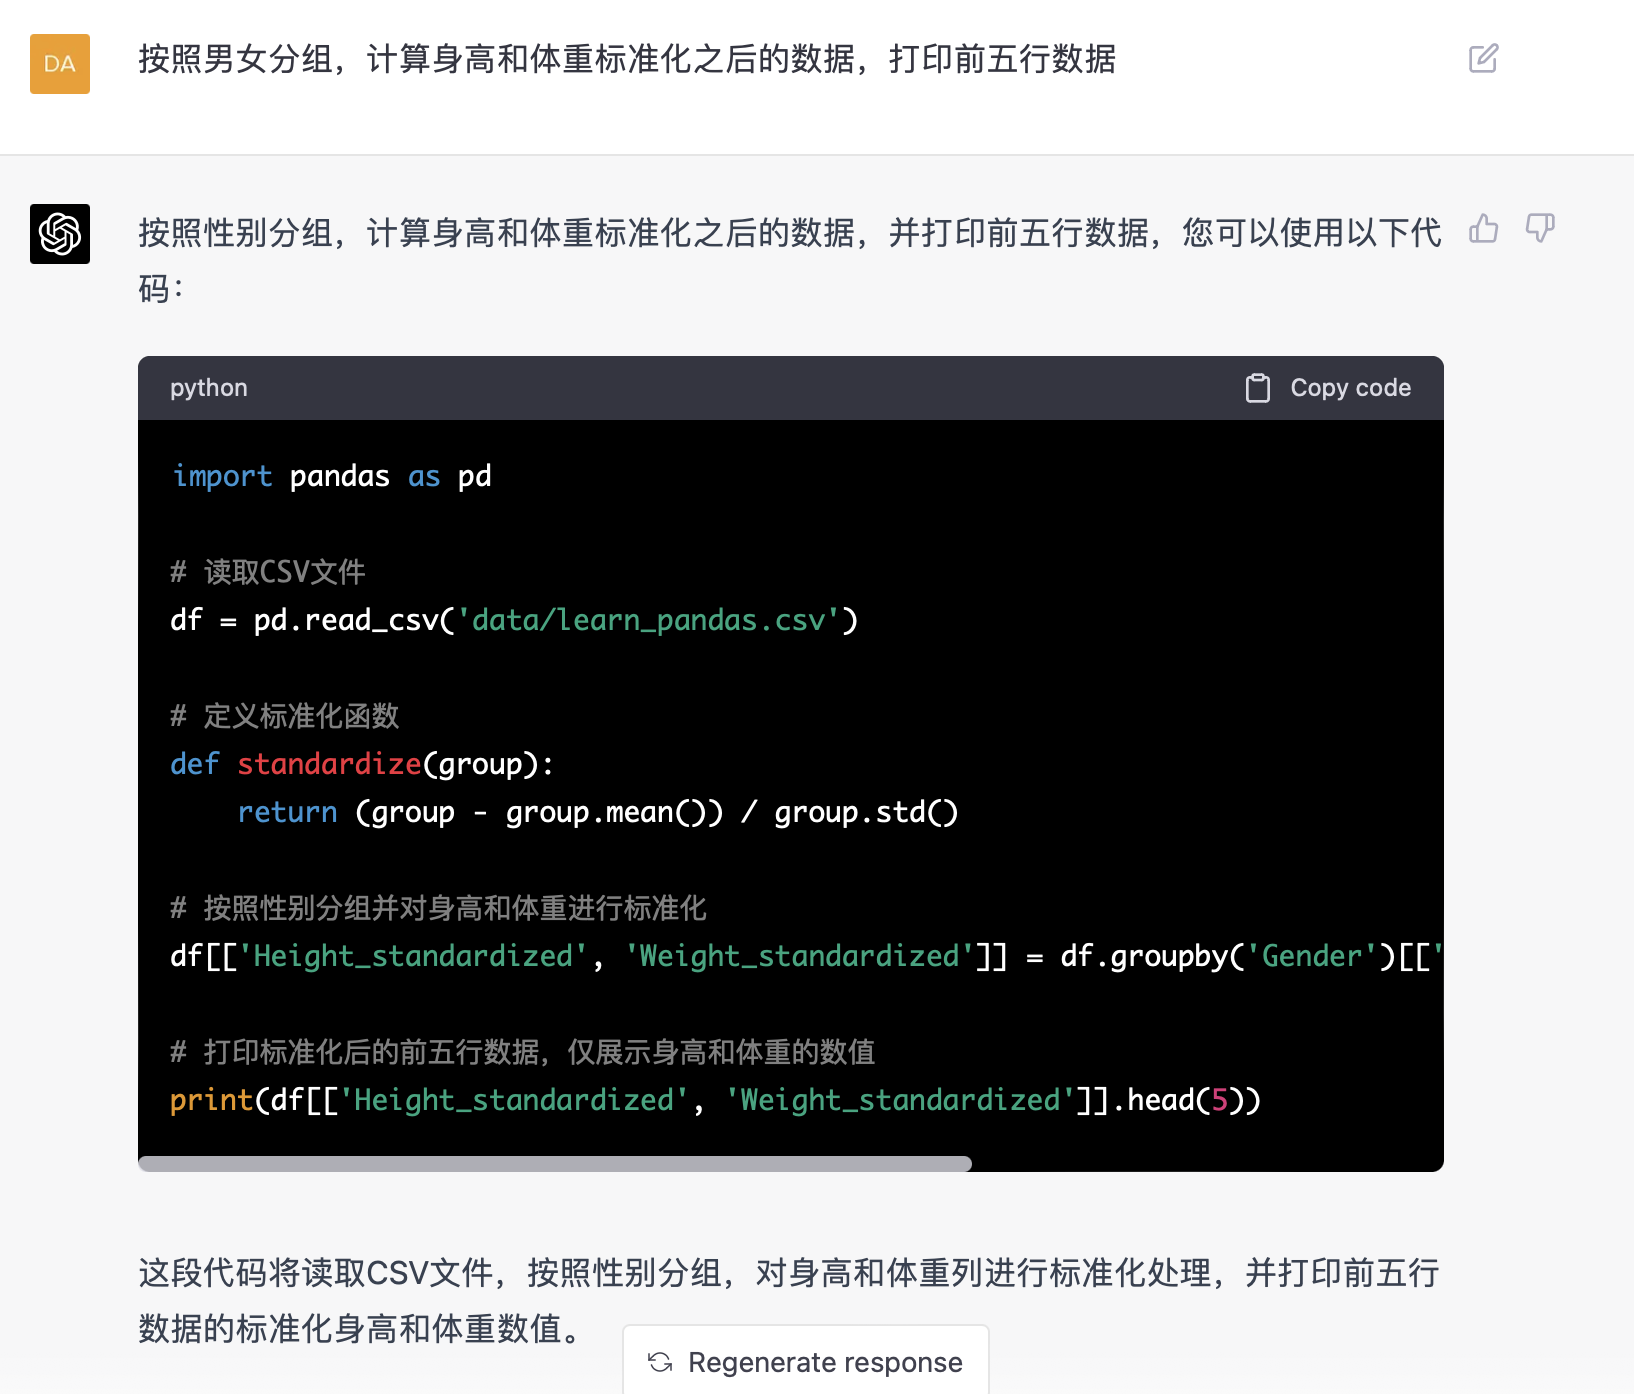 DA
按照男女分组，计算身高和体重标准化之后的数据，打印前五行数据
按照性别分组，计算身高和体重标准化之后的数据，并打印前五行数据，您可以使用以下代
码：
python
Copy code
import pandas as pd
# 读取CSV文件
df = pd.read_csv('data/learn_pandas.csv')
# 定义标准化函数
def standardize(group):
    return (group - group.mean()) / group.std()
# 按照性别分组并对身高和体重进行标准化
df[['Height_standardized', 'Weight_standardized']] = df.groupby('Gender')[['
# 打印标准化后的前五行数据，仅展示身高和体重的数值
print(df[['Height_standardized', 'Weight_standardized']].head(5))
这段代码将读取CSV文件，按照性别分组，对身高和体重列进行标准化处理，并打印前五行
数据的标准化身高和体重数值。
Regenerate response